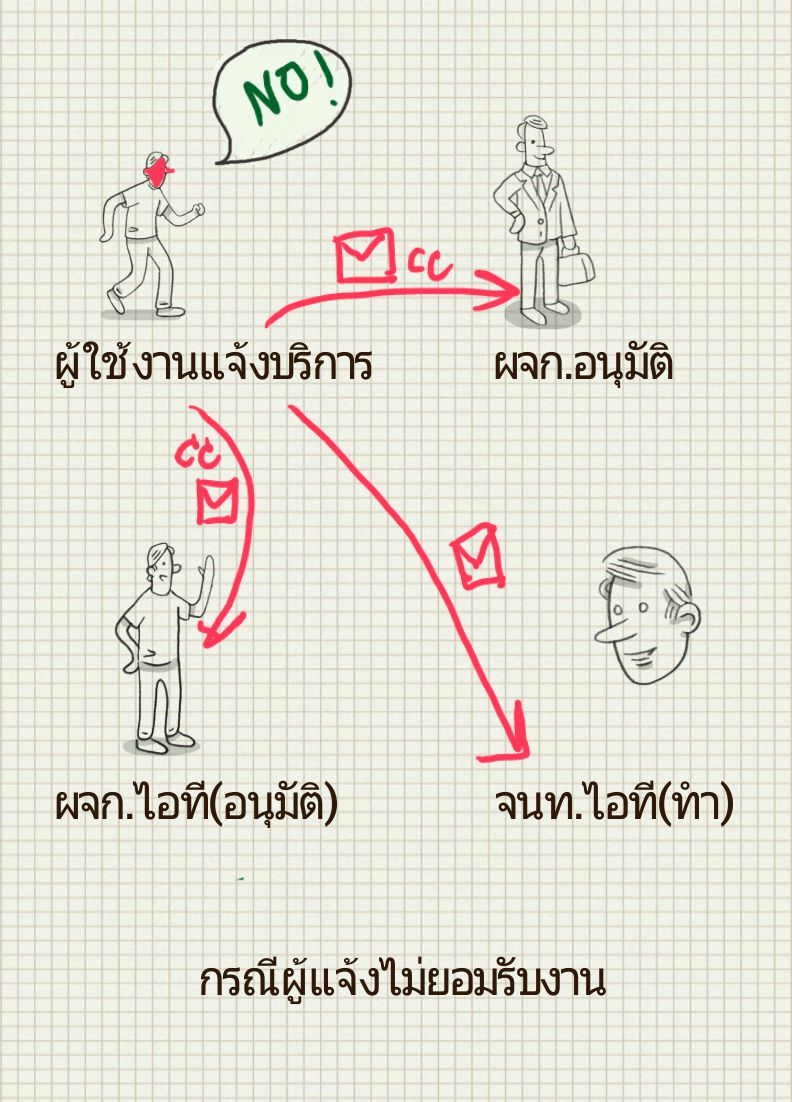 NO!
cc
ผู้ใช้งานแจ้งบริการ
ผจก.อนุมัติ
cc
ผจก.ไอที(อนุมัติ)
จนท.ไอที(ทำ)
กรณีผู้แจ้งไม่ยอมรับงาน